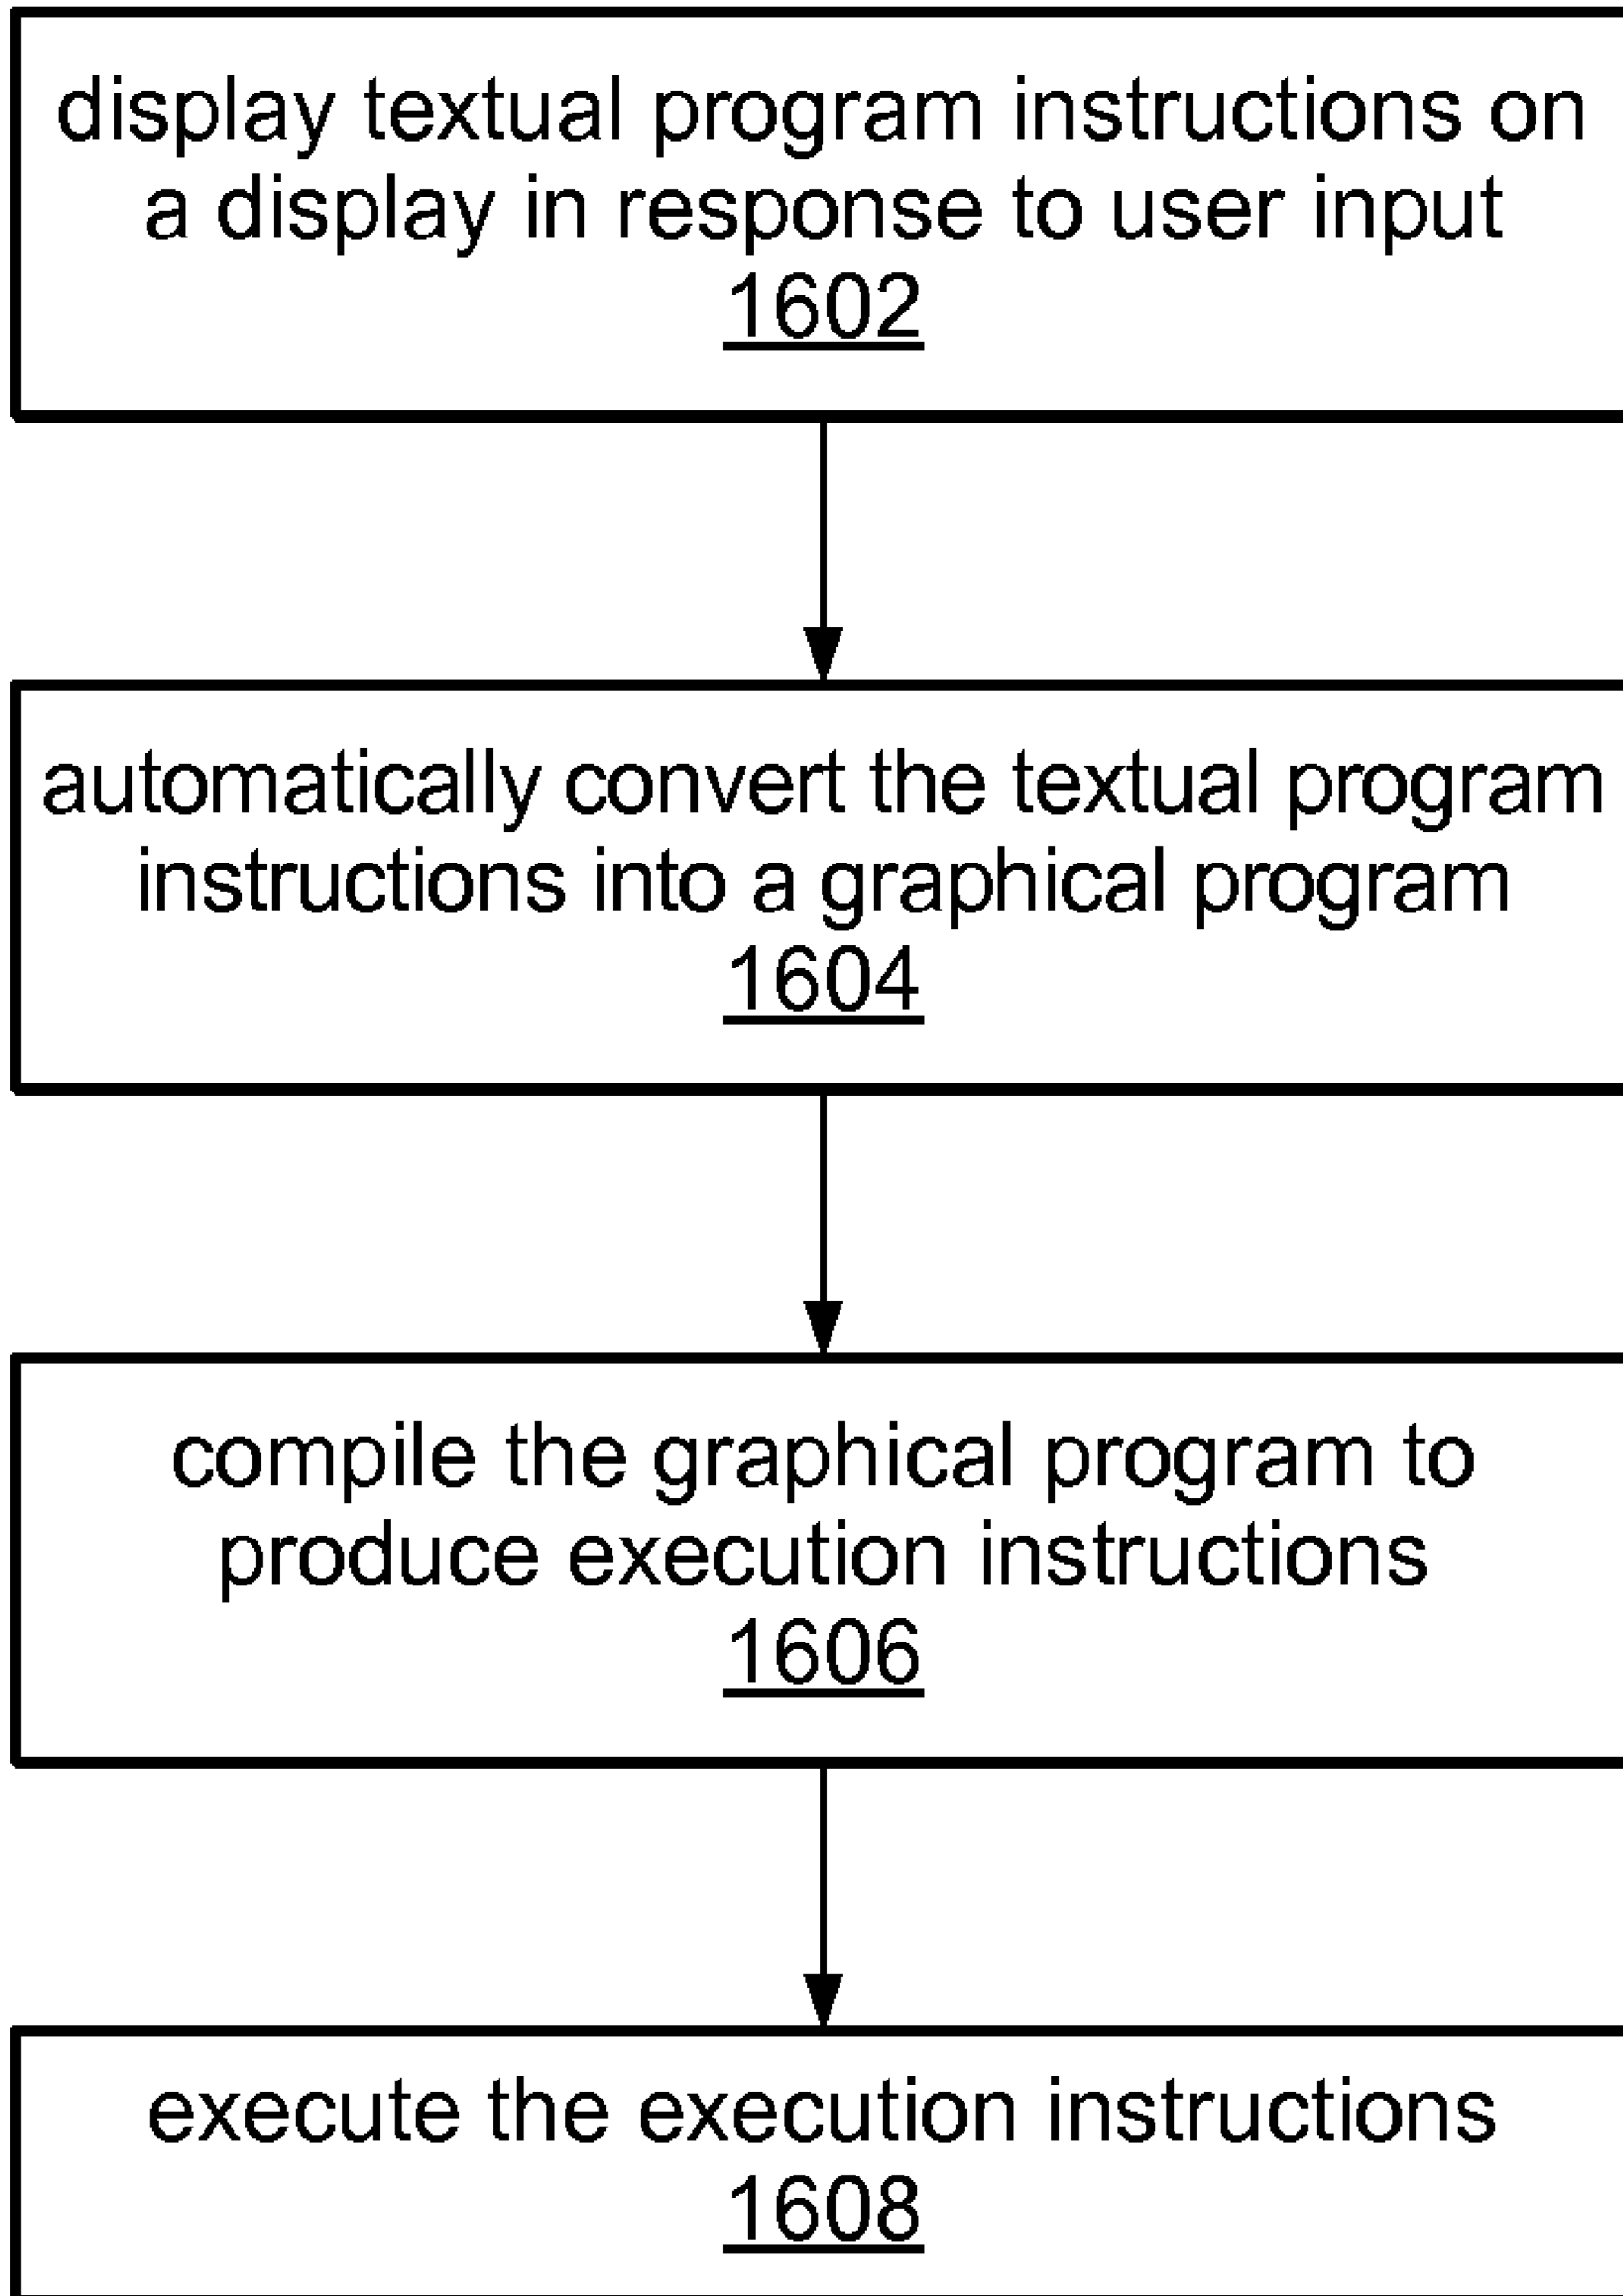 display textual program instructions on
a display in response to user input
1602
automatically convert the textual program
instructions into a graphical program
1604
compile the graphical program to
produce execution instructions
1606
execute the execution instructions
1608